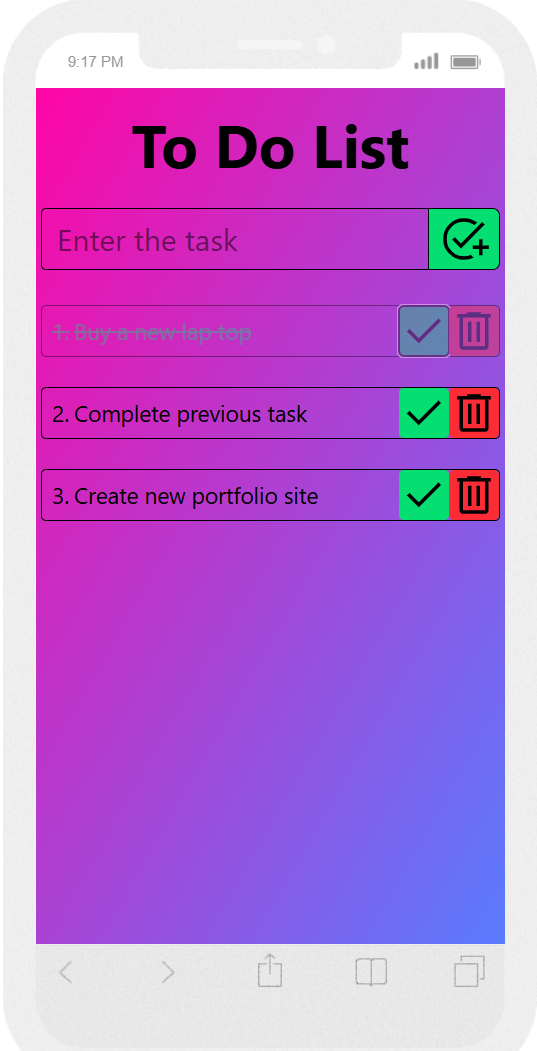 9:17 PM
To Do List
Enter the task
1. Buy a new lap top
2. Complete previous task
3. Create new portfolio site